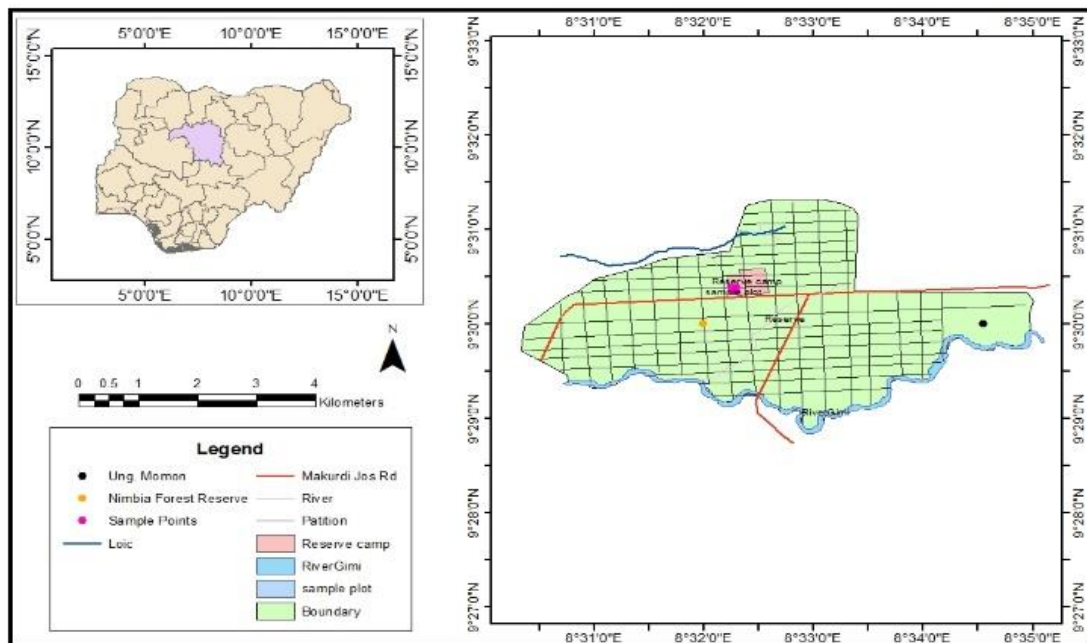 5°0'0"E 10°0'0"E 15°0'0"E
15°0'0"N 15°0'0"N
10°0'0"N 10°0'0"N
5°0'0"N 5°0'0"N
5°0'0"E 10°0'0"E 15°0'0"E
N
0 0.5 1 2 3 4
Kilometers
Legend
Ung. Momon
Nimbia Forest Reserve
Sample Points
Loic
Makurdi Jos Rd
River
Patition
Reserve camp
RiverGimi
sample plot
Boundary
8°31'0"E 8°32'0"E 8°33'0"E 8°34'0"E 8°35'0"E
9°33'0"N 9°33'0"N
9°32'0"N 9°32'0"N
9°31'0"N 9°31'0"N
Reserve camp
sample plot
Reserve
9°30'0"N 9°30'0"N
RiverGimi
9°29'0"N 9°29'0"N
9°28'0"N 9°28'0"N
9°27'0"N 9°27'0"N
8°31'0"E 8°32'0"E 8°33'0"E 8°34'0"E 8°35'0"E